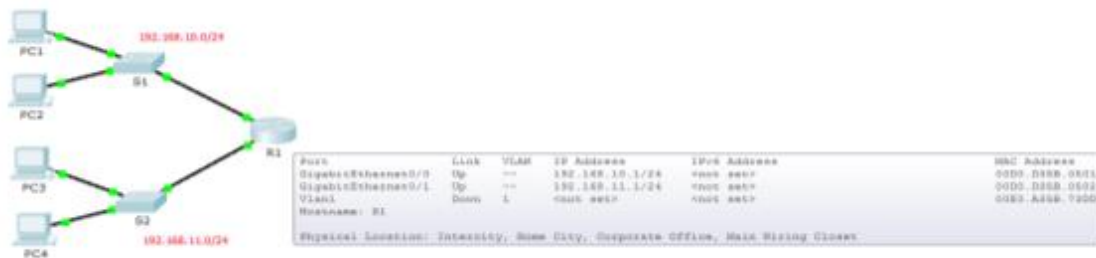 PC1
192.168.10.0/24
S1
PC2
R1
PC3
S2
192.168.11.0/24
PC4
Port Link VLAN IP Address IPv6 Address MAC Address
GigabitEthernet0/0 Up -- 192.168.10.1/24 <not set>
GigabitEthernet0/1 Up -- 192.168.11.1/24 <not set>
Vlan1 Down 1 <not set> <not set>
Hostname: R1
Physical Location: Intercity, Home City, Corporate Office, Main Wiring Closet